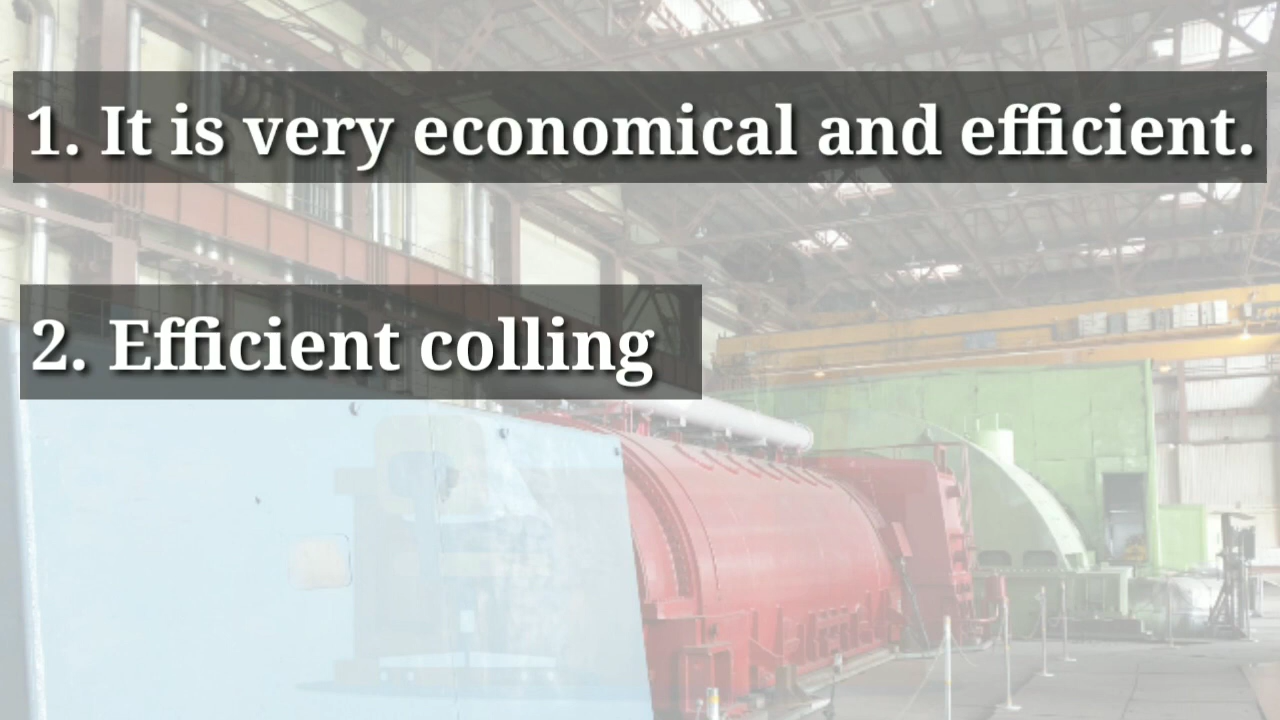 1. It is very economical and efficient.
2. Efficient colling